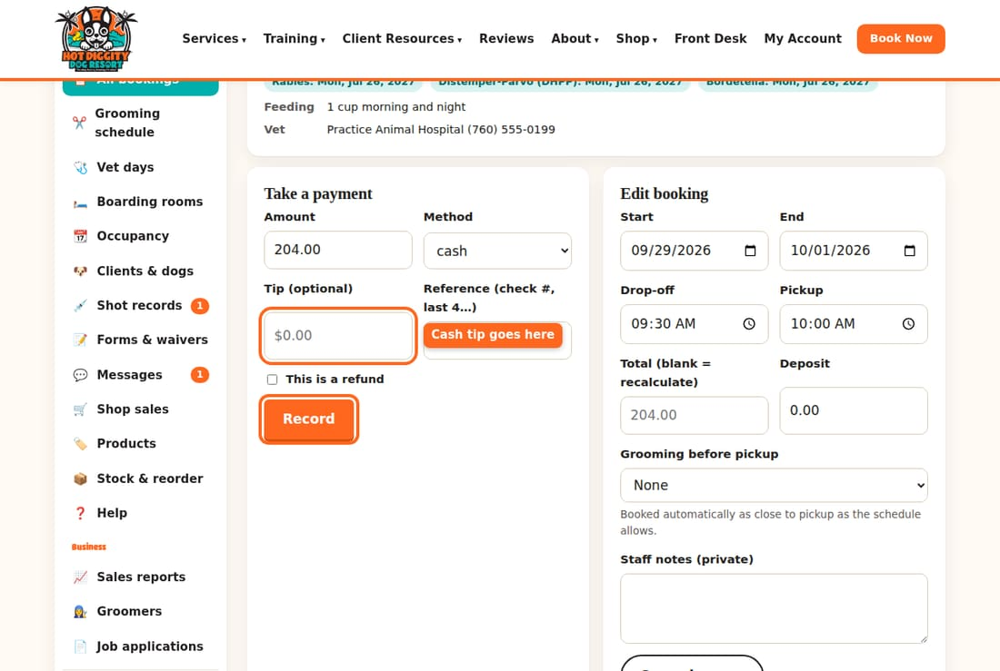 HOT DIGGITY
DOG RESORT
Services
Training
Client Resources
Reviews
About
Shop
Front Desk
My Account
Book Now
All bookings
Grooming
schedule
Vet days
Boarding rooms
Occupancy
Clients & dogs
Shot records 1
Forms & waivers
Messages 1
Shop sales
Products
Stock & reorder
Help
Business
Sales reports
Groomers
Job applications
Rabies: Mon, Jul 26, 2027
Distemper-Parvo (DHPP): Mon, Jul 26, 2027
Bordetella: Mon, Jul 26, 2027
Feeding 1 cup morning and night
Vet Practice Animal Hospital (760) 555-0199
Take a payment
Amount
204.00
Method
cash
Tip (optional)
$0.00
Reference (check #,
last 4...)
Cash tip goes here
This is a refund
Record
Edit booking
Start
09/29/2026
End
10/01/2026
Drop-off
09:30 AM
Pickup
10:00 AM
Total (blank =
recalculate)
204.00
Deposit
0.00
Grooming before pickup
None
Booked automatically as close to pickup as the schedule
allows.
Staff notes (private)